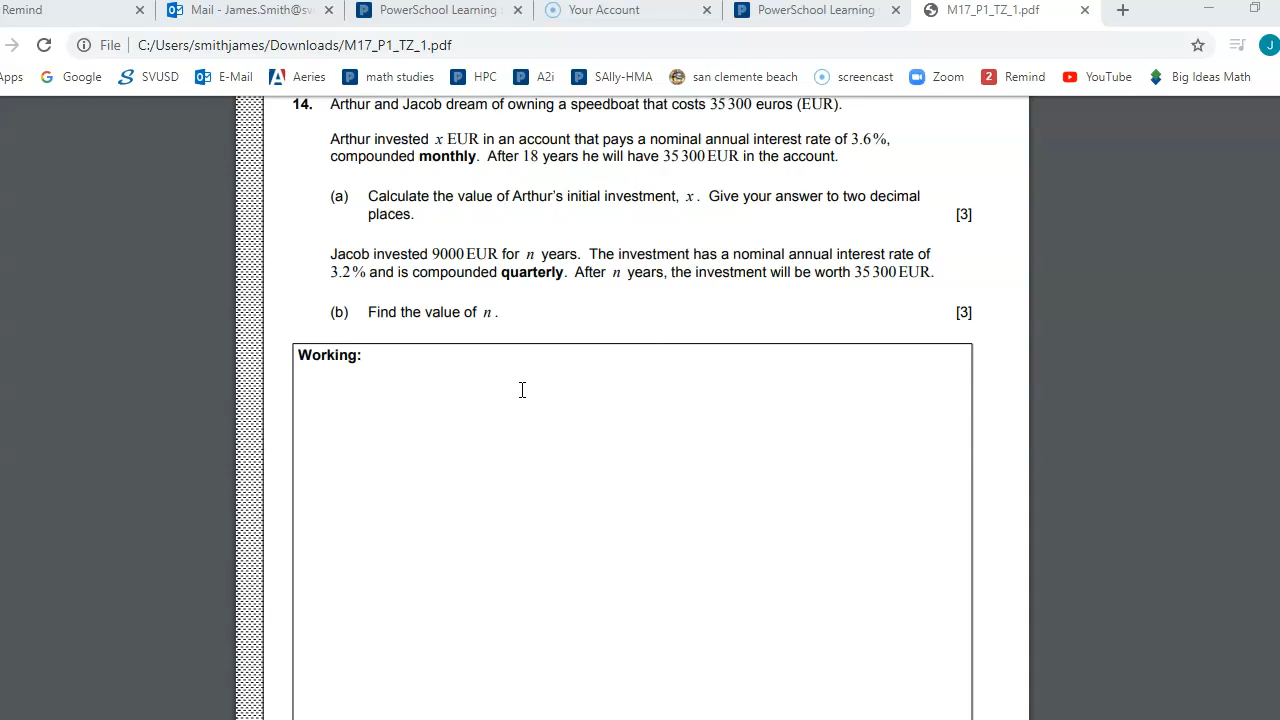 Remind
Mail - James.Smith@sv
PowerSchool Learning
Your Account
PowerSchool Learning
M17_P1_TZ_1.pdf
File
C:/Users/smithjames/Downloads/M17_P1_TZ_1.pdf
J
Apps
Google
SVUSD
E-Mail
Aeries
math studies
HPC
A2i
SAlly-HMA
san clemente beach
screencast
Zoom
2 Remind
YouTube
Big Ideas Math
14. Arthur and Jacob dream of owning a speedboat that costs 35 300 euros (EUR).
Arthur invested x EUR in an account that pays a nominal annual interest rate of 3.6%,
compounded monthly. After 18 years he will have 35 300 EUR in the account.
(a) Calculate the value of Arthur’s initial investment, x. Give your answer to two decimal
places. [3]
Jacob invested 9000 EUR for n years. The investment has a nominal annual interest rate of
3.2% and is compounded quarterly. After n years, the investment will be worth 35 300 EUR.
(b) Find the value of n. [3]
Working: